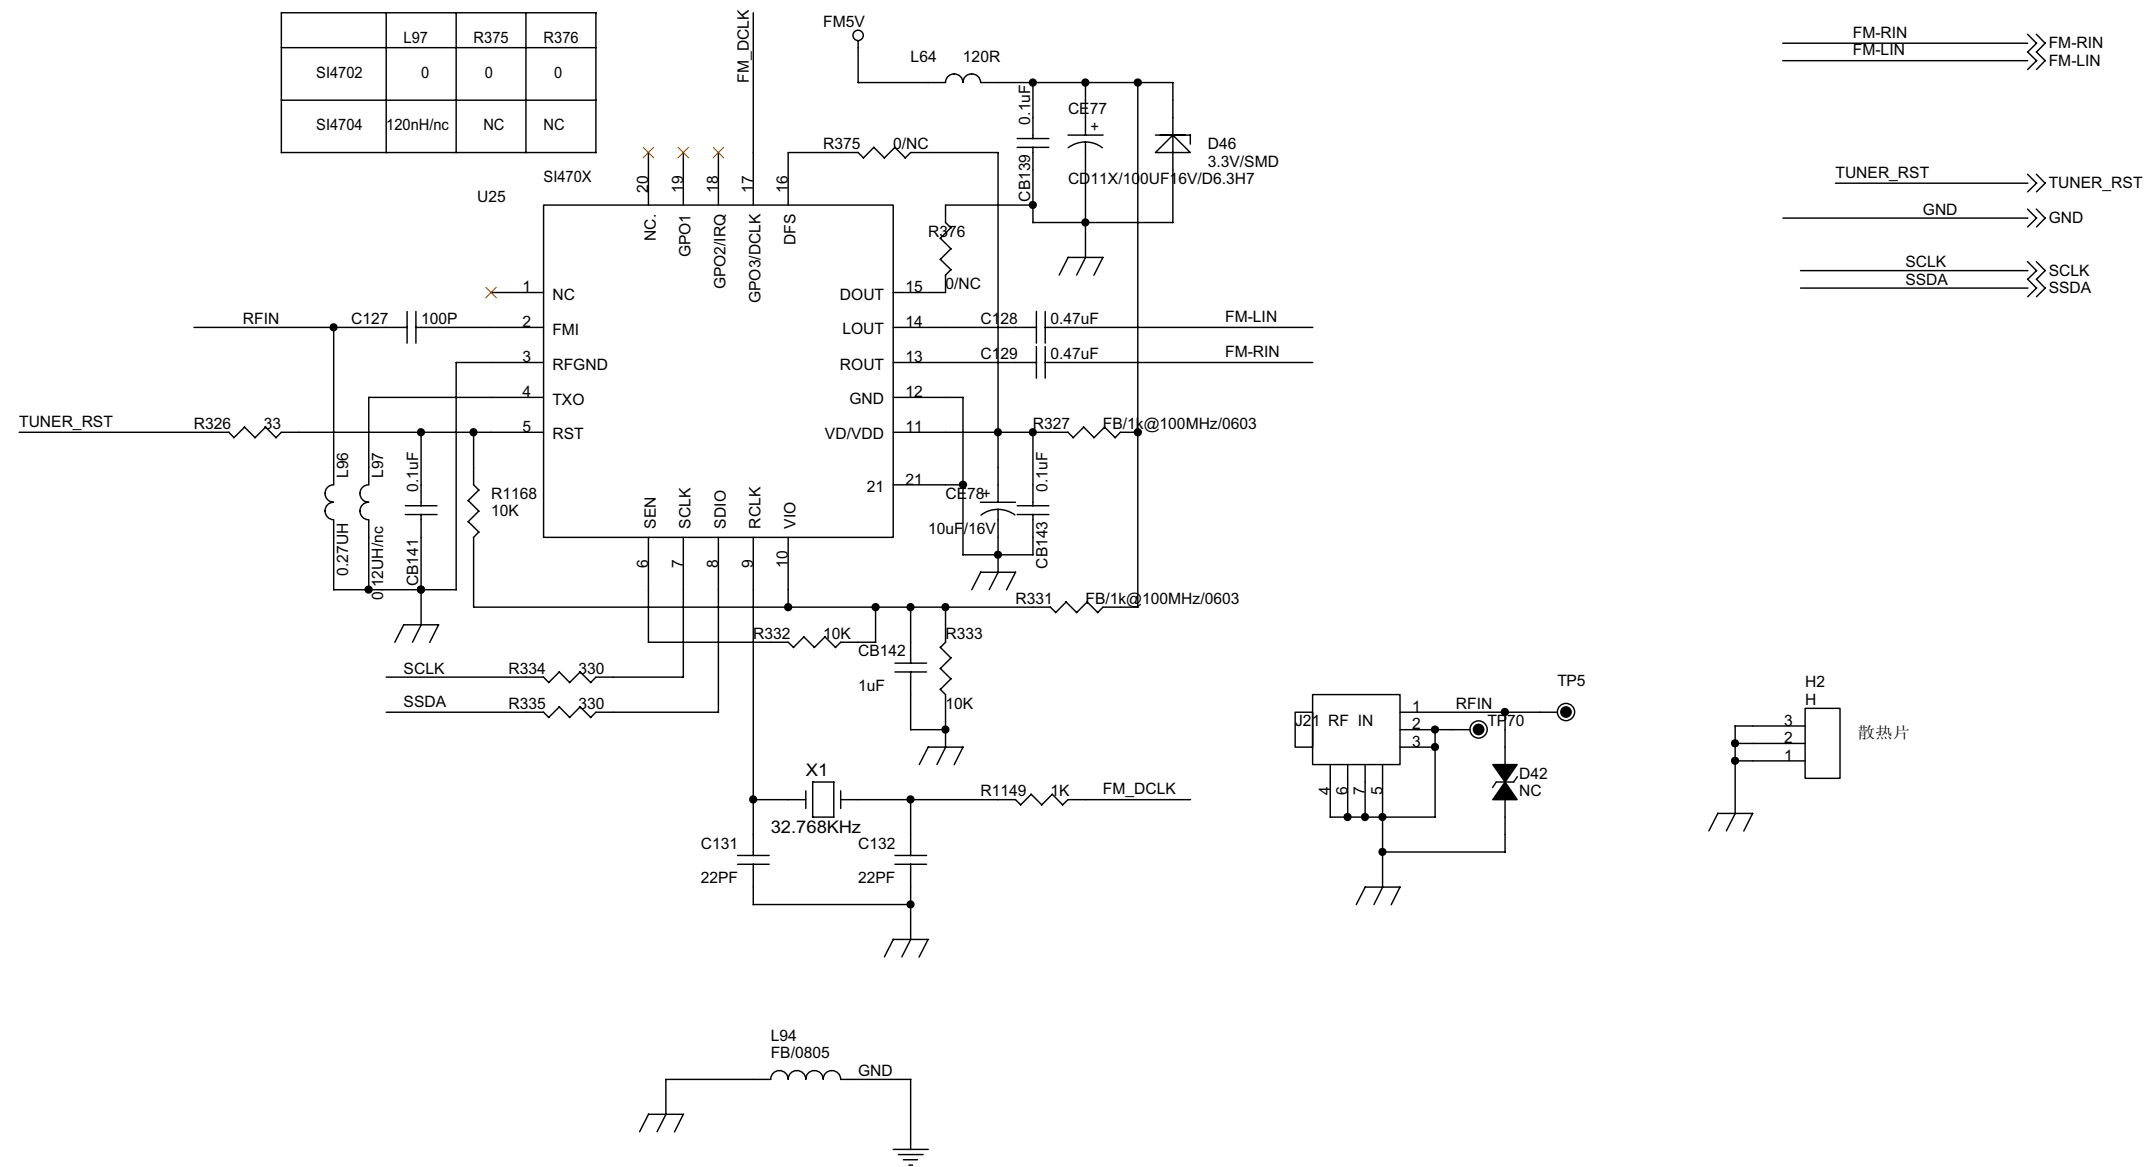 L97 R375 R376
SI4702 0 0 0
SI4704 120nH/nc NC NC
FM_DCLK
FM5V
L64 120R
0.1uF
CB139
CE77
+
CD11X/100UF16V/D6.3H7
D46
3.3V/SMD
R375 0/NC
R376
0/NC
SI470X
U25
20 19 18 17 16
NC. GPO1 GPO2/IRQ GPO3/DCLK DFS
1 NC
2 FMI
3 RFGND
4 TXO
5 RST
DOUT 15
LOUT 14
ROUT 13
GND 12
VD/VDD 11
21 21
SEN SCLK SDIO RCLK VIO
6 7 8 9 10
RFIN C127 100P
TUNER_RST R326 33
L96
0.27UH
L97
0.12UH/nc
0.1uF
CB141
R1168
10K
C128 0.47uF FM-LIN
C129 0.47uF FM-RIN
R327 FB/1k@100MHz/0603
CE78
+
10uF/16V
0.1uF
CB143
R331 FB/1k@100MHz/0603
R332 10K
CB142
1uF
R333
10K
SCLK R334 330
SSDA R335 330
X1
32.768KHz
C131
22PF
C132
22PF
R1149 1K FM_DCLK
L94
FB/0805
GND
J21 RF IN
1 RFIN
2
3
4 6 7 5
TP5
TP70
D42
NC
H2
H
3
2
1
散热片
FM-RIN FM-RIN
FM-LIN FM-LIN
TUNER_RST TUNER_RST
GND GND
SCLK SCLK
SSDA SSDA